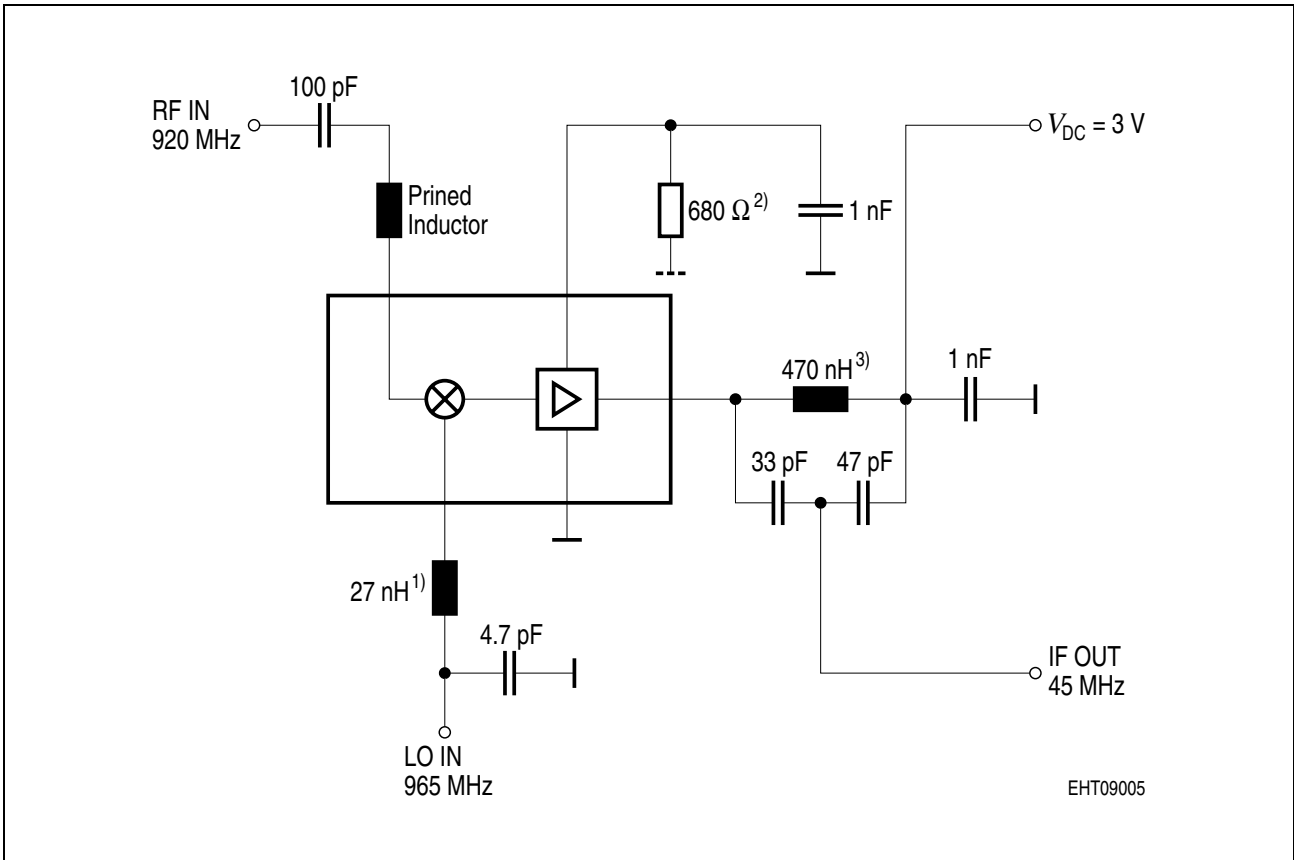 100 pF
RF IN
920 MHz
V_DC = 3 V
Prined
Inductor
680 Ω 2)
1 nF
470 nH 3)
1 nF
33 pF
47 pF
27 nH 1)
4.7 pF
IF OUT
45 MHz
LO IN
965 MHz
EHT09005